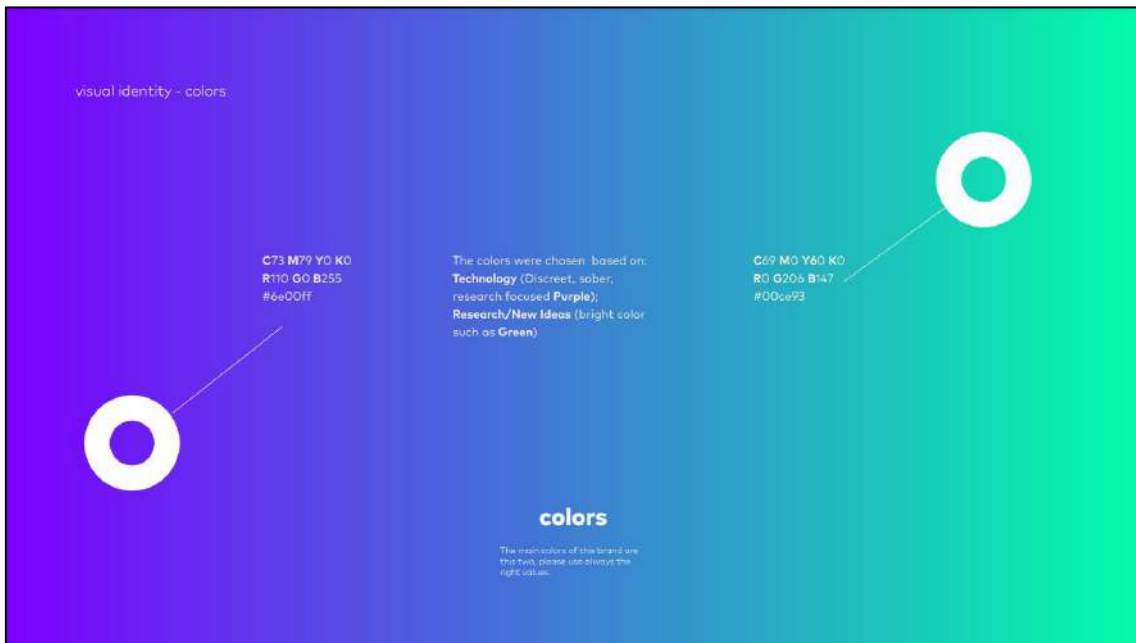 visual identity - colors
C73 M79 Y0 K0
R110 G0 B255
#6e00ff
The colors were chosen based on:
Technology (Discreet, sober,
research focused Purple);
Research/New Ideas (bright color
such as Green)
C69 M0 Y60 K0
R0 G206 B147
#00ce93
colors
The main colors of this brand are
this two, please use always the
right values.